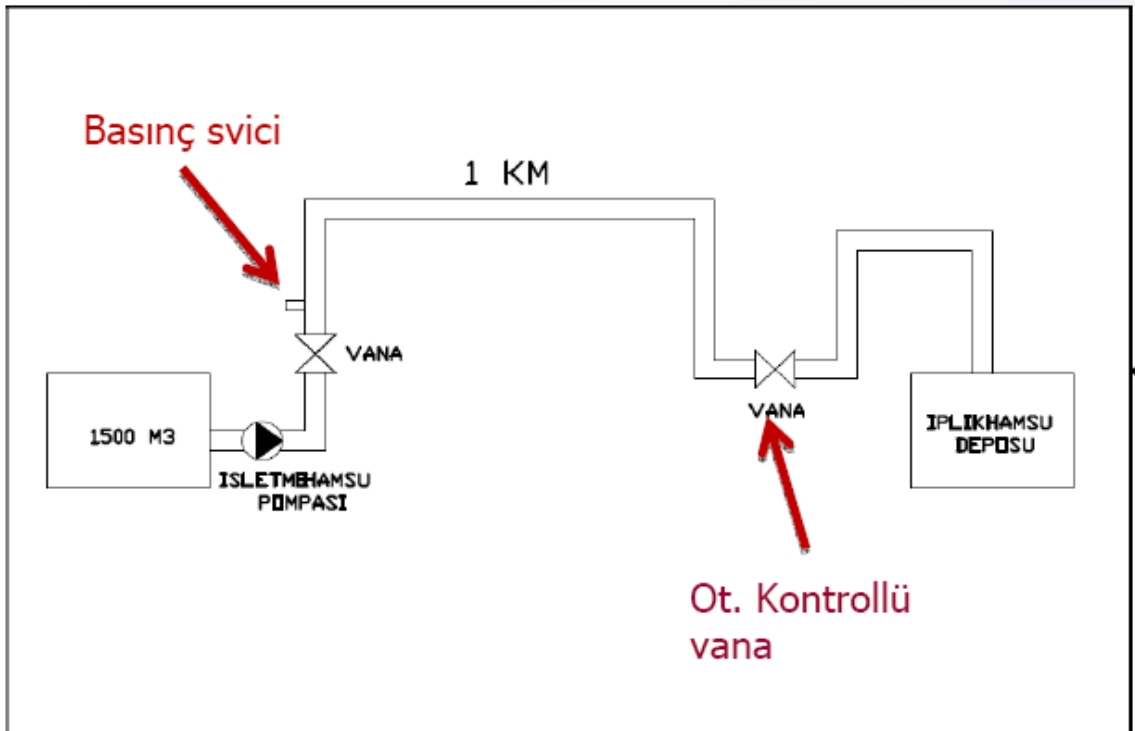 Basınç svici
1 KM
VANA
1500 M3
ISLETMEHAMSU
POMPASI
VANA
IPLIKHAMSU
DEPOSU
Ot. Kontrollü
vana